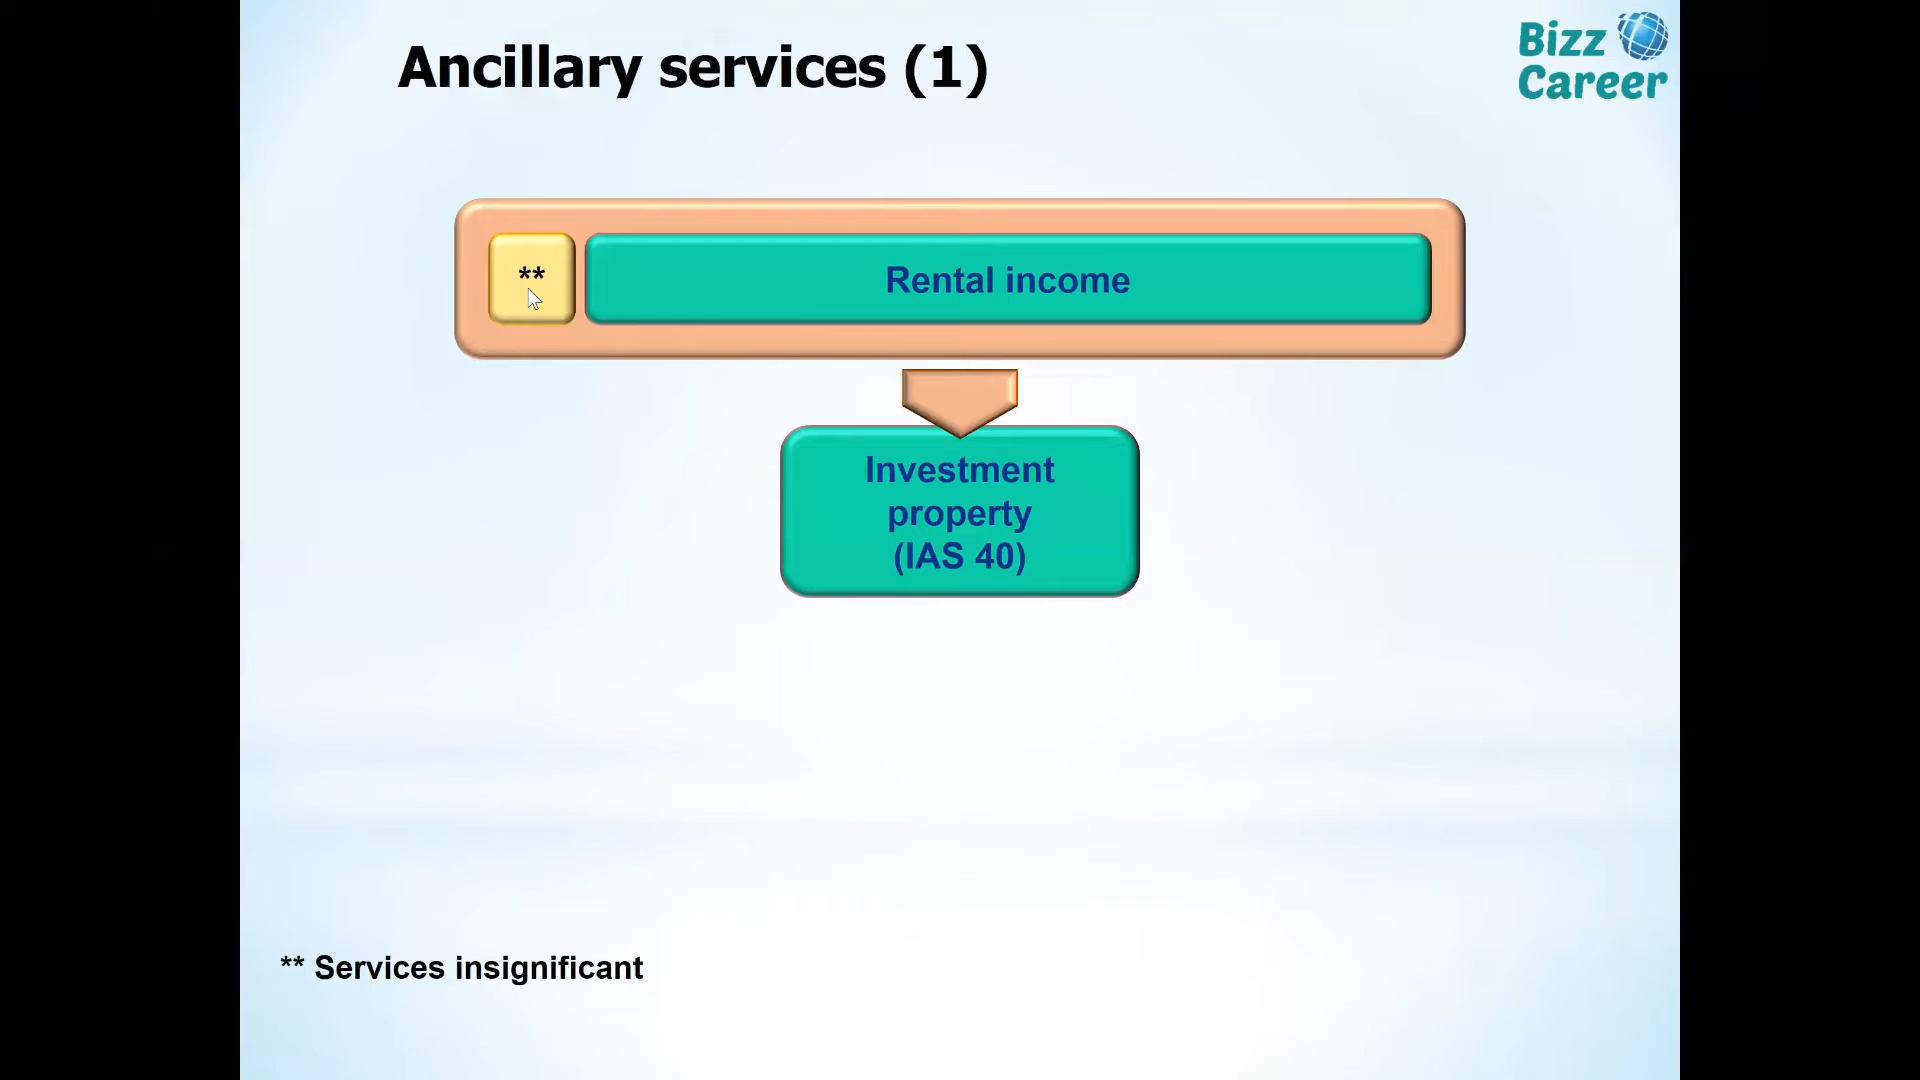 Ancillary services (1)
Bizz
Career
**
Rental income
Investment
property
(IAS 40)
** Services insignificant